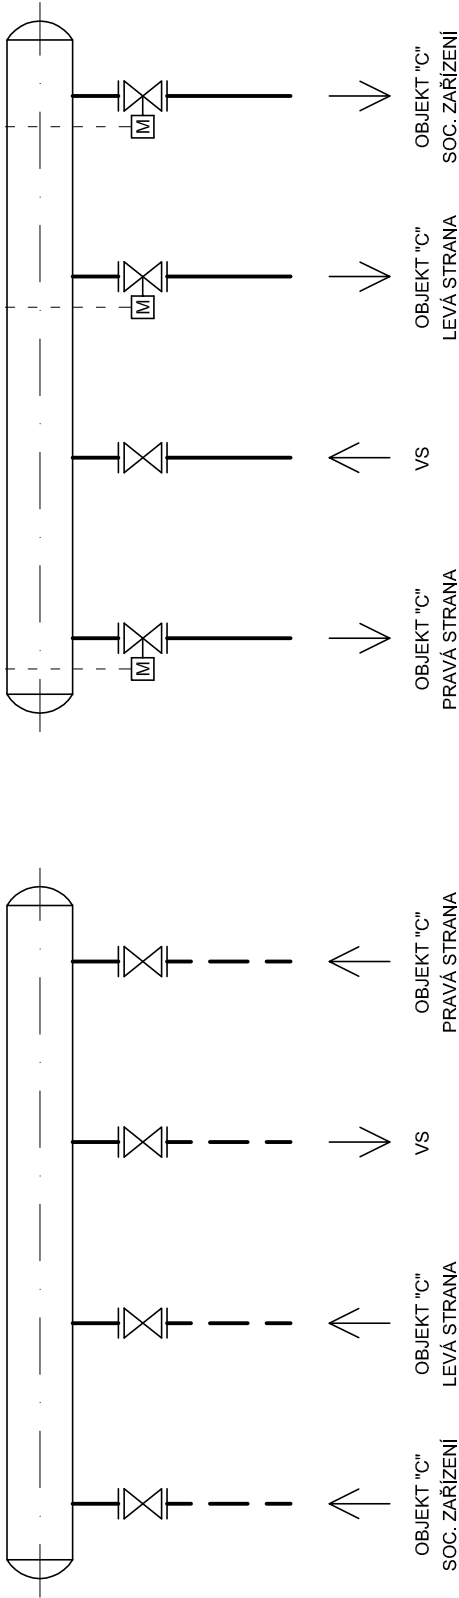 M
M
M
OBJEKT "C"
SOC. ZAŘÍZENÍ
OBJEKT "C"
LEVÁ STRANA
VS
OBJEKT "C"
PRAVÁ STRANA
OBJEKT "C"
PRAVÁ STRANA
VS
OBJEKT "C"
LEVÁ STRANA
OBJEKT "C"
SOC. ZAŘÍZENÍ